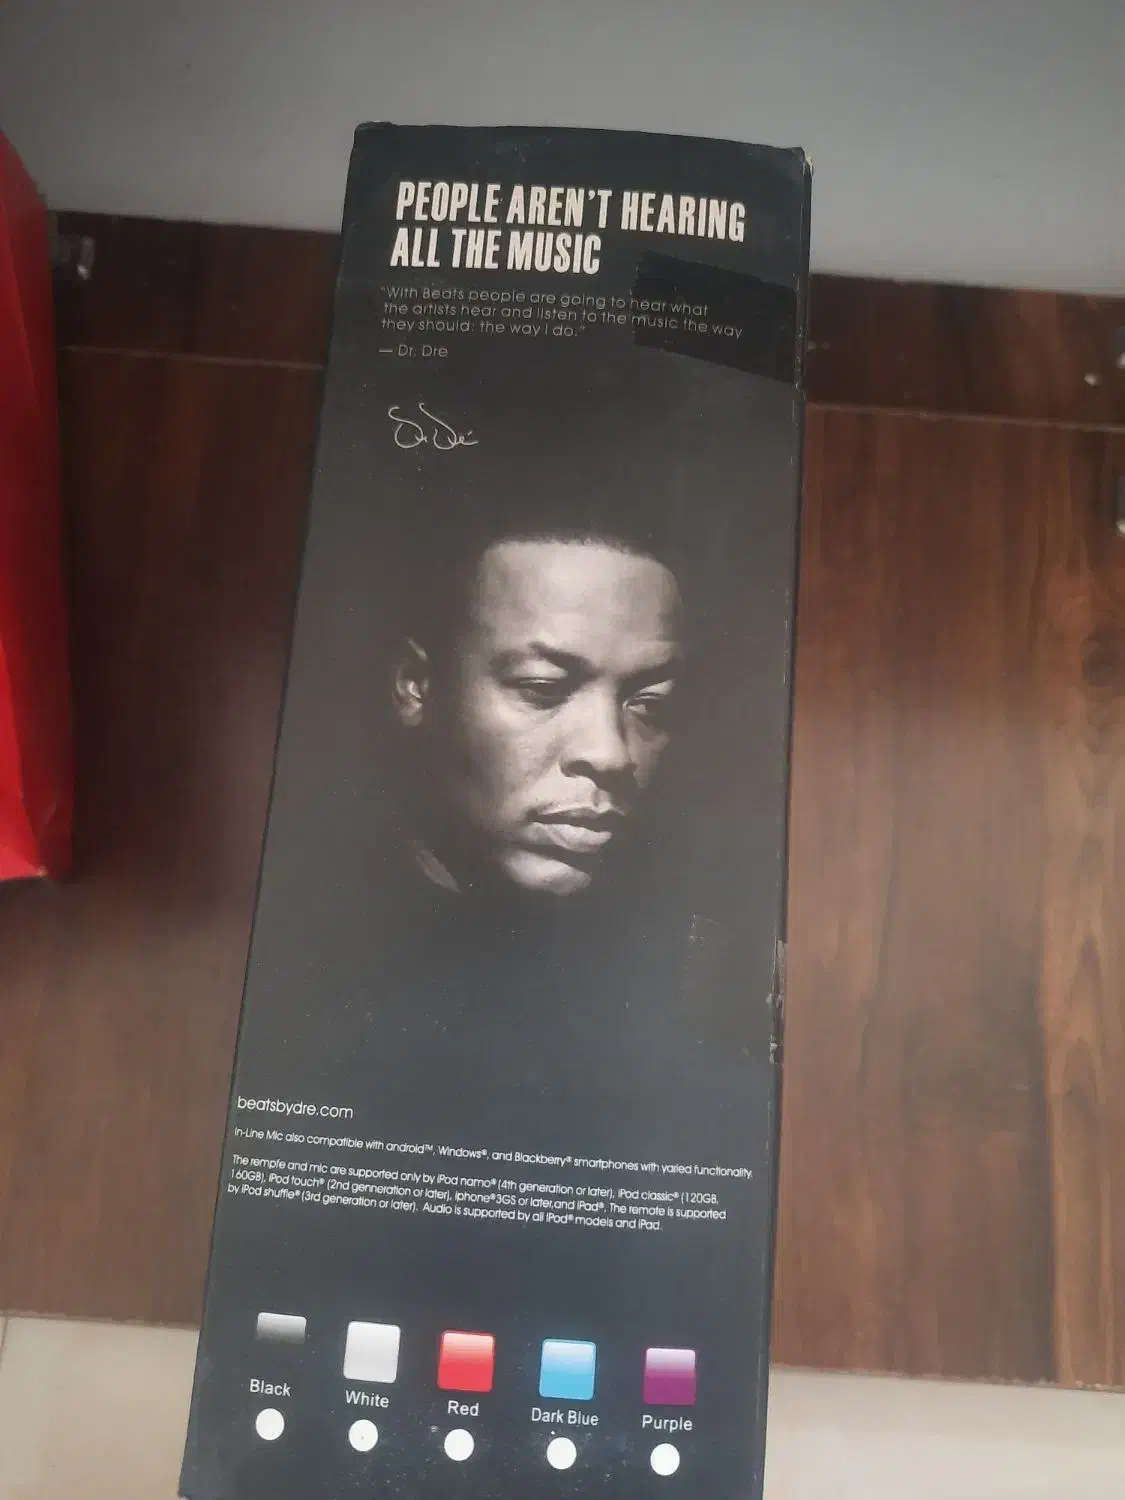 PEOPLE AREN'T HEARING
ALL THE MUSIC
"With Beats people are going to hear what
the artists hear and listen to the music the way
they should: the way I do."
— Dr. Dre
beatsbydre.com
In-Line Mic also compatible with android™, Windows®, and Blackberry® smartphones with varied functionality.
The rempfe and mic are supported only by iPod namo® (4th generation or later), iPod classic® (120GB,
160GB), iPod touch® (2nd genneration or later), iphone®3GS or later,and iPad®. The remote is supported
by iPod shuffle® (3rd generation or later). Audio is supported by all iPod® models and iPad.
Black White Red Dark Blue Purple